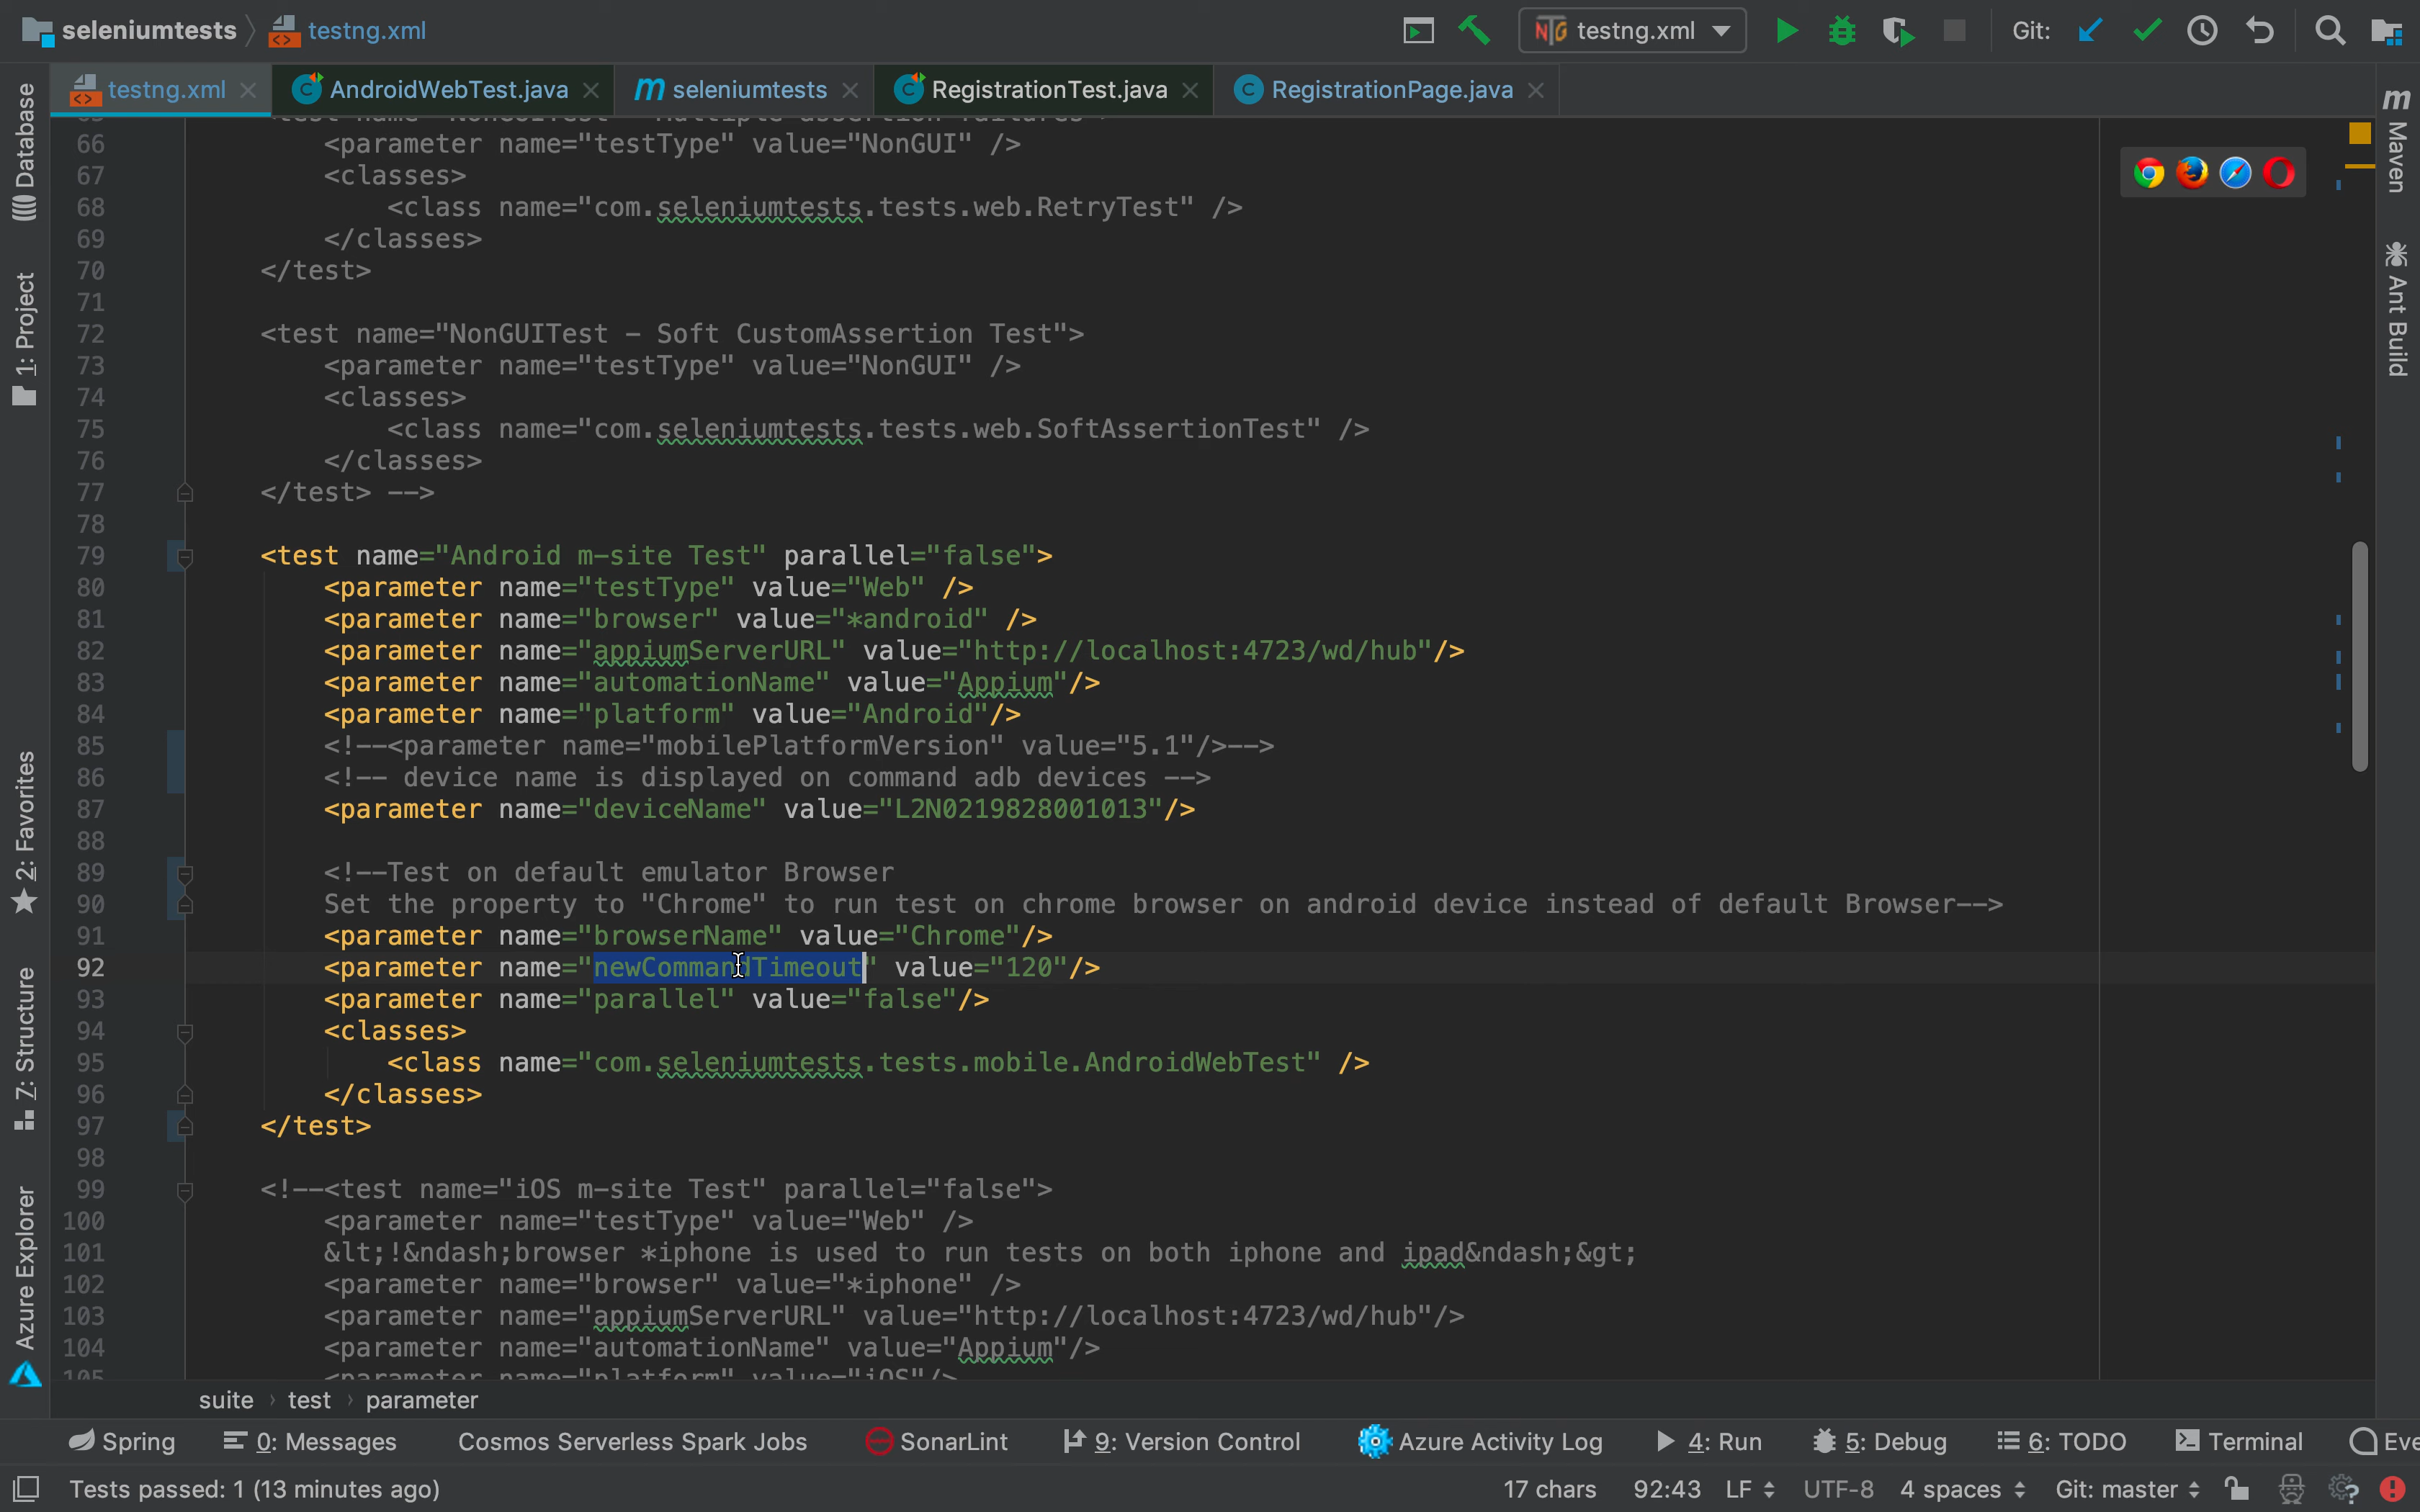 seleniumtests testng.xml
testng.xml Git:
testng.xml AndroidWebTest.java seleniumtests RegistrationTest.java RegistrationPage.java
66 <parameter name="testType" value="NonGUI" />
67 <classes>
68 <class name="com.seleniumtests.tests.web.RetryTest" />
69 </classes>
70 </test>
71
72 <test name="NonGUITest – Soft CustomAssertion Test">
73 <parameter name="testType" value="NonGUI" />
74 <classes>
75 <class name="com.seleniumtests.tests.web.SoftAssertionTest" />
76 </classes>
77 </test> -->
78
79 <test name="Android m-site Test" parallel="false">
80 <parameter name="testType" value="Web" />
81 <parameter name="browser" value="*android" />
82 <parameter name="appiumServerURL" value="http://localhost:4723/wd/hub"/>
83 <parameter name="automationName" value="Appium"/>
84 <parameter name="platform" value="Android"/>
85 <!--<parameter name="mobilePlatformVersion" value="5.1"/>-->
86 <!-- device name is displayed on command adb devices -->
87 <parameter name="deviceName" value="L2N0219828001013"/>
88
89 <!--Test on default emulator Browser
90 Set the property to "Chrome" to run test on chrome browser on android device instead of default Browser-->
91 <parameter name="browserName" value="Chrome"/>
92 <parameter name="newCommandTimeout" value="120"/>
93 <parameter name="parallel" value="false"/>
94 <classes>
95 <class name="com.seleniumtests.tests.mobile.AndroidWebTest" />
96 </classes>
97 </test>
98
99 <!--<test name="iOS m-site Test" parallel="false">
100 <parameter name="testType" value="Web" />
101 &lt;!&ndash;browser *iphone is used to run tests on both iphone and ipad&ndash;&gt;
102 <parameter name="browser" value="*iphone" />
103 <parameter name="appiumServerURL" value="http://localhost:4723/wd/hub"/>
104 <parameter name="automationName" value="Appium"/>
105 <parameter name="platform" value="iOS"/>
suite test parameter
Database
1: Project
2: Favorites
7: Structure
Azure Explorer
Maven
Ant Build
Spring 0: Messages Cosmos Serverless Spark Jobs SonarLint 9: Version Control Azure Activity Log 4: Run 5: Debug 6: TODO Terminal Eve
Tests passed: 1 (13 minutes ago) 17 chars 92:43 LF UTF-8 4 spaces Git: master